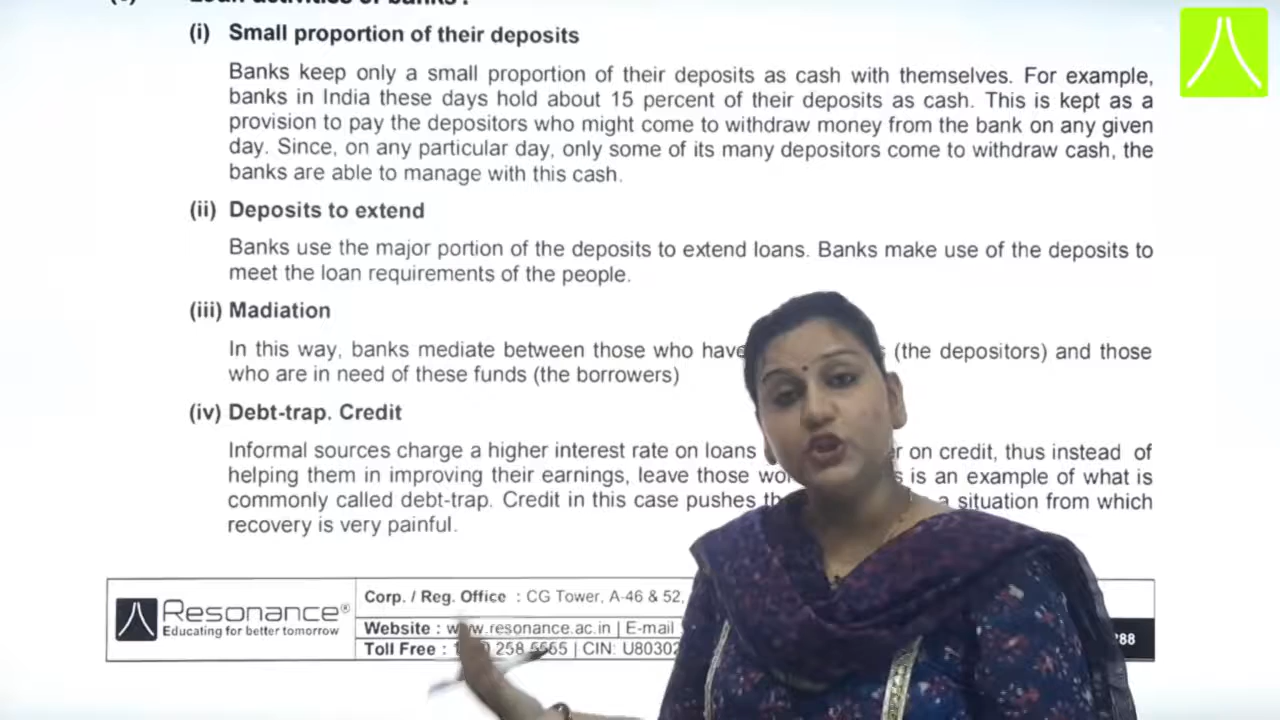 Loan activities of banks :
(i) Small proportion of their deposits
Banks keep only a small proportion of their deposits as cash with themselves. For example,
banks in India these days hold about 15 percent of their deposits as cash. This is kept as a
provision to pay the depositors who might come to withdraw money from the bank on any given
day. Since, on any particular day, only some of its many depositors come to withdraw cash, the
banks are able to manage with this cash.
(ii) Deposits to extend
Banks use the major portion of the deposits to extend loans. Banks make use of the deposits to
meet the loan requirements of the people.
(iii) Madiation
In this way, banks mediate between those who have (the depositors) and those
who are in need of these funds (the borrowers)
(iv) Debt-trap. Credit
Informal sources charge a higher interest rate on loans on credit, thus instead of
helping them in improving their earnings, leave those is an example of what is
commonly called debt-trap. Credit in this case pushes a situation from which
recovery is very painful.
Resonance®
Educating for better tomorrow
Corp. / Reg. Office : CG Tower, A-46 & 52,
Website : www.resonance.ac.in | E-mail
Toll Free : 258 5555 | CIN: U80302 88